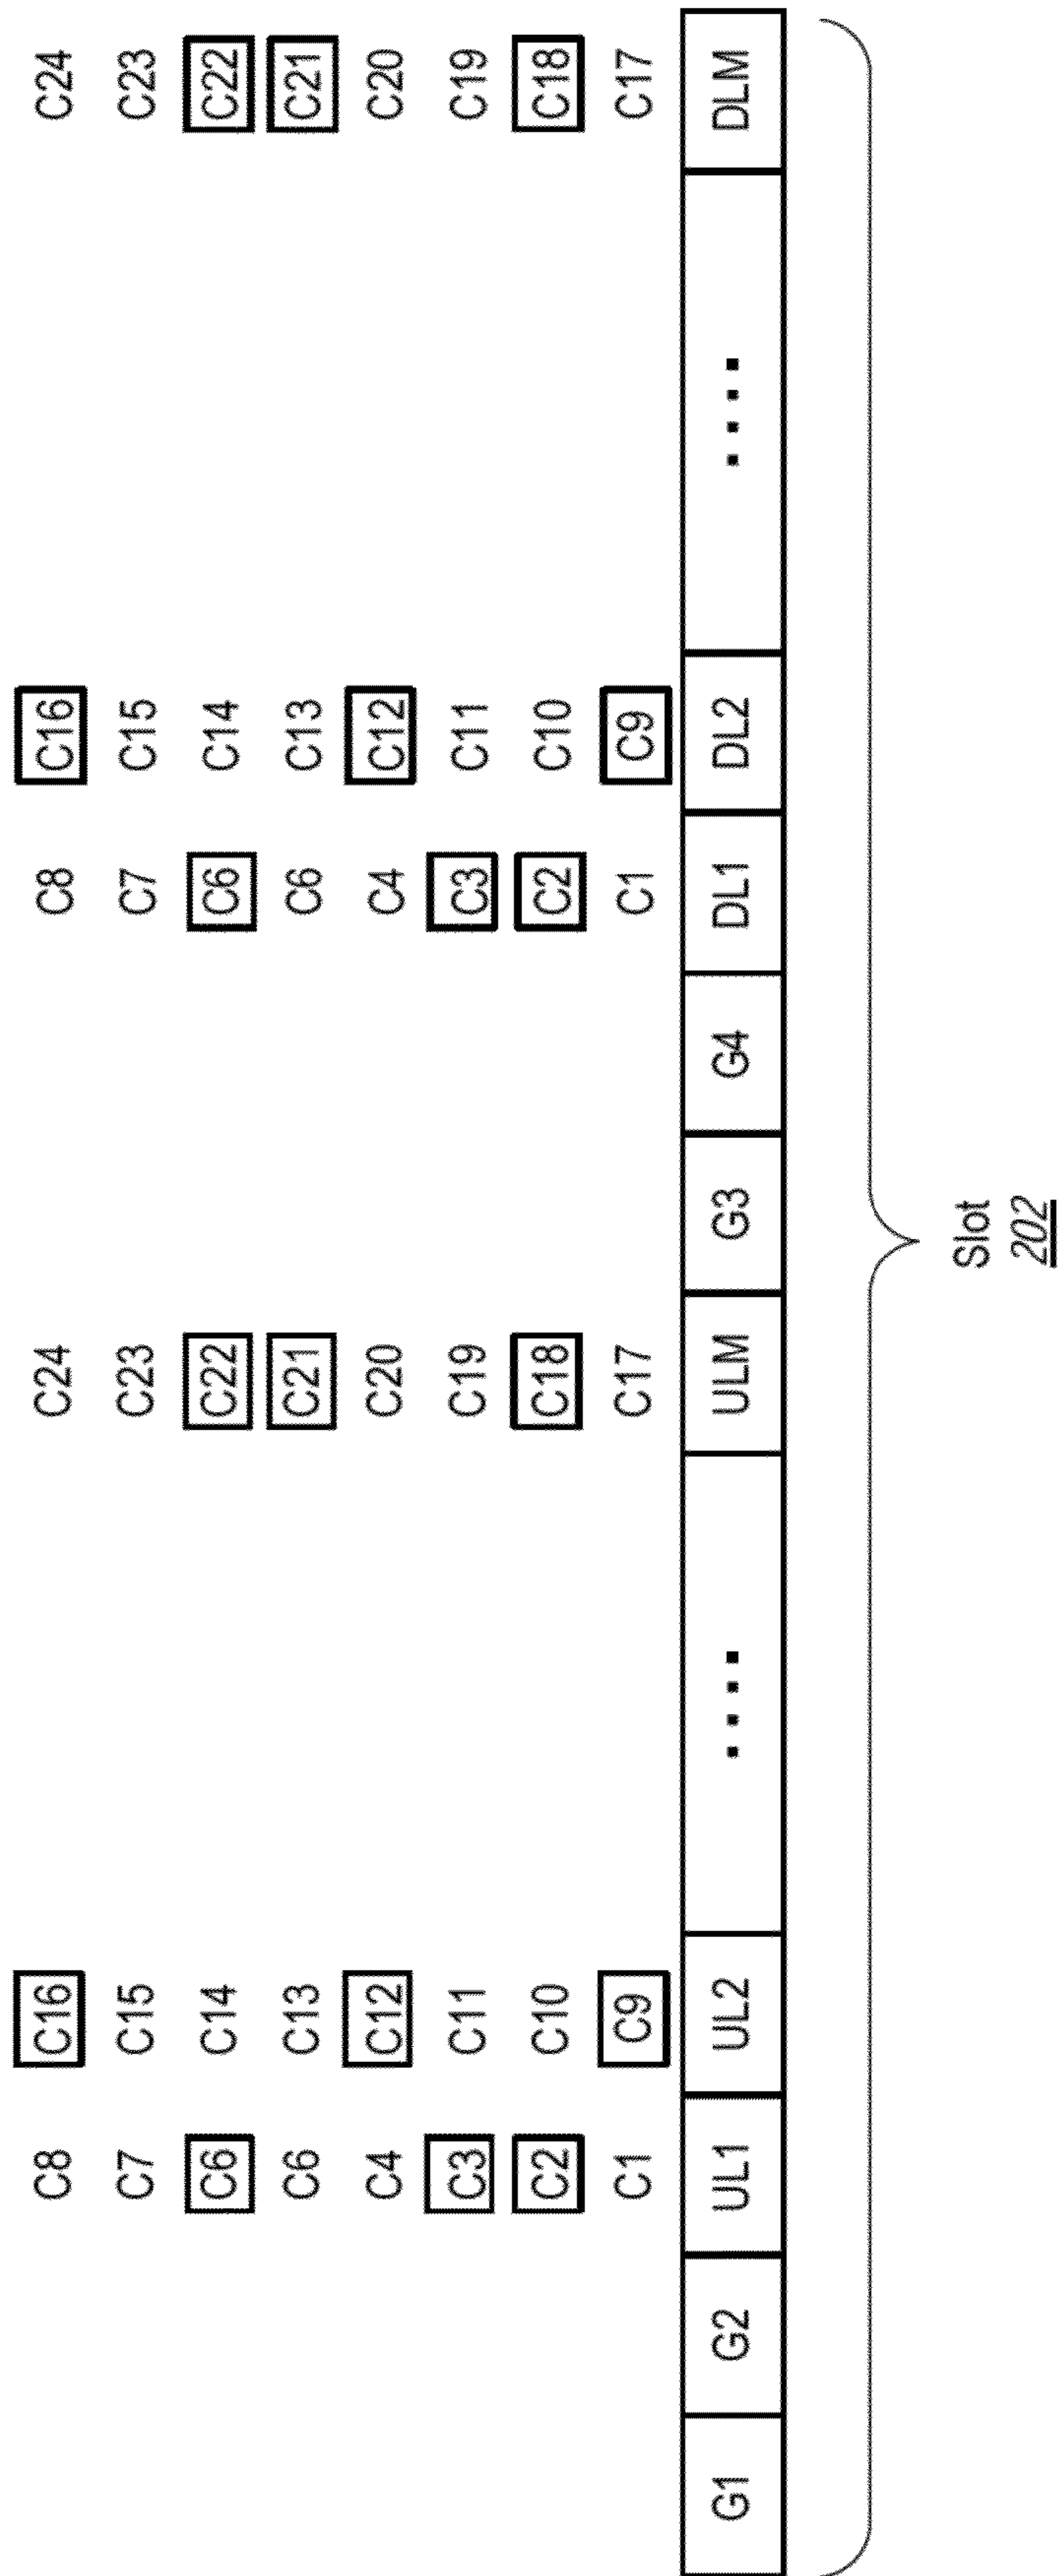 C8 C16 C24 C8 C16 C24
C7 C15 C23 C7 C15 C23
C6 C14 C22 C6 C14 C22
C6 C13 C21 C6 C13 C21
C4 C12 C20 C4 C12 C20
C3 C11 C19 C3 C11 C19
C2 C10 C18 C2 C10 C18
C1 C9 C17 C1 C9 C17
G1 G2 UL1 UL2 .... ULM G3 G4 DL1 DL2 .... DLM
Slot
202